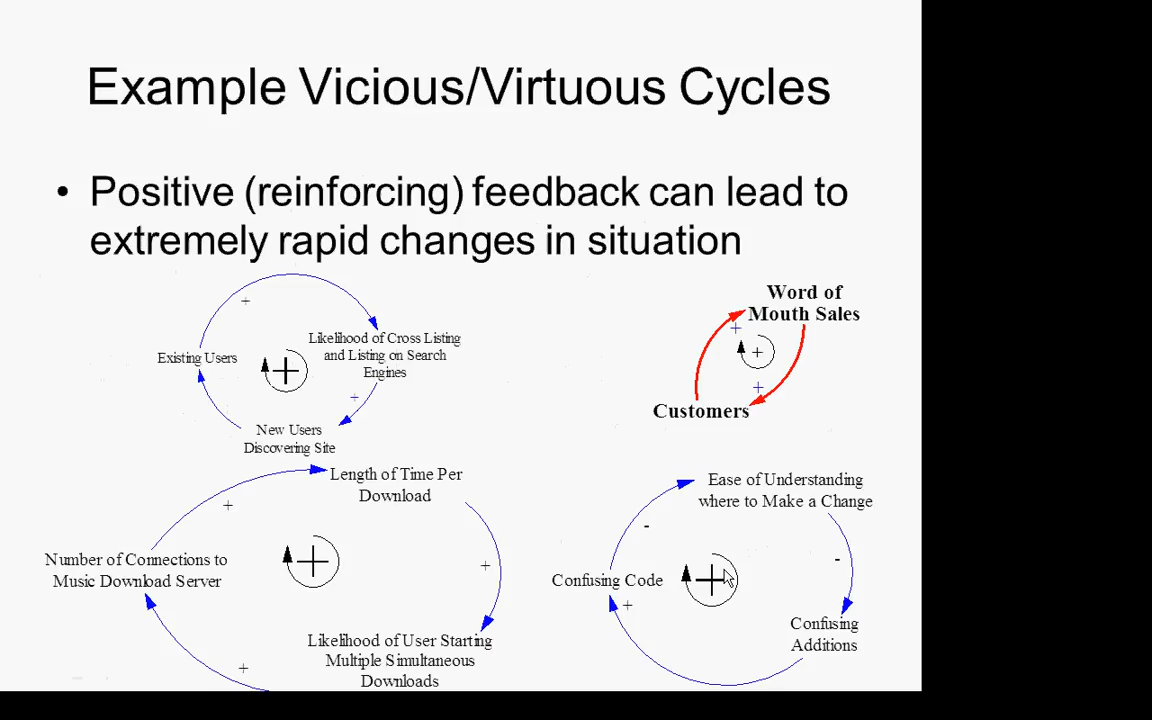 Example Vicious/Virtuous Cycles
• Positive (reinforcing) feedback can lead to
extremely rapid changes in situation
+
Likelihood of Cross Listing
and Listing on Search
Engines
Existing Users
+
+
New Users
Discovering Site
Word of
Mouth Sales
+
+
+
Customers
Length of Time Per
Download
+
+
+
Number of Connections to
Music Download Server
Likelihood of User Starting
Multiple Simultaneous
Downloads
+
Ease of Understanding
where to Make a Change
-
-
+
Confusing Code
+
Confusing
Additions